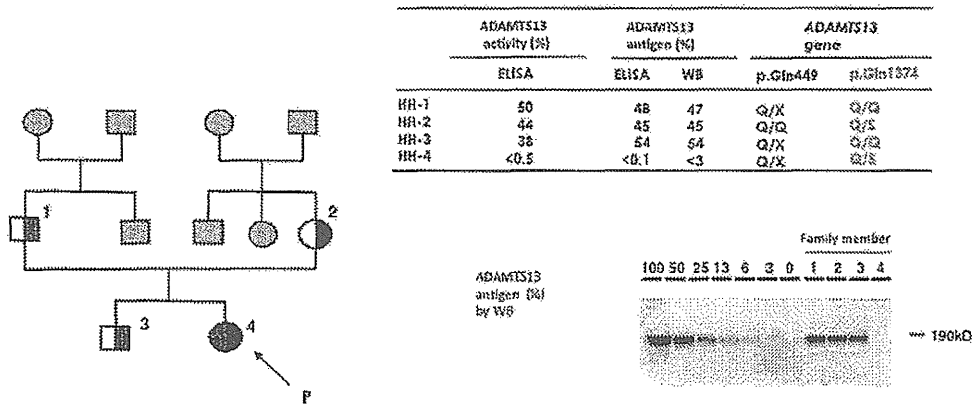 ADAMTS13 activity (%) ADAMTS13 antigen (%) ADAMTS13 gene
ELISA ELISA WB p.Gln449 p.Gln1374
HH-1 50 48 47 Q/X Q/Q
HH-2 44 45 45 Q/Q
HH-3 38 54 54 Q/X Q/Q
HH-4 <0.5 <0.1 <3 Q/X
1
2
3
4
P
Family member
100 50 25 13 6 3 0 1 2 3 4
ADAMTS13 antigen (%) by WB
190kD